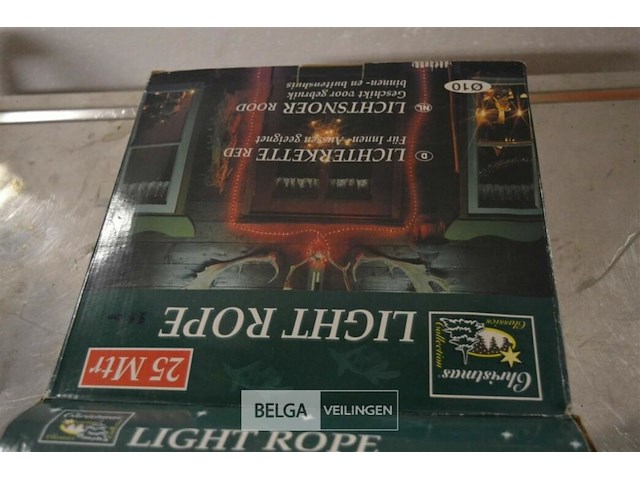 25 Mtr
LIGHT ROPE
Christmas
Classics
Collection
D LICHTERKETTE RED
Für Innen-Aussen geeignet
NL LICHTSNOER ROOD
Geschikt voor gebruik
binnen- en buitenshuis
Ø10
LIGHT ROPE
BELGA VEILINGEN